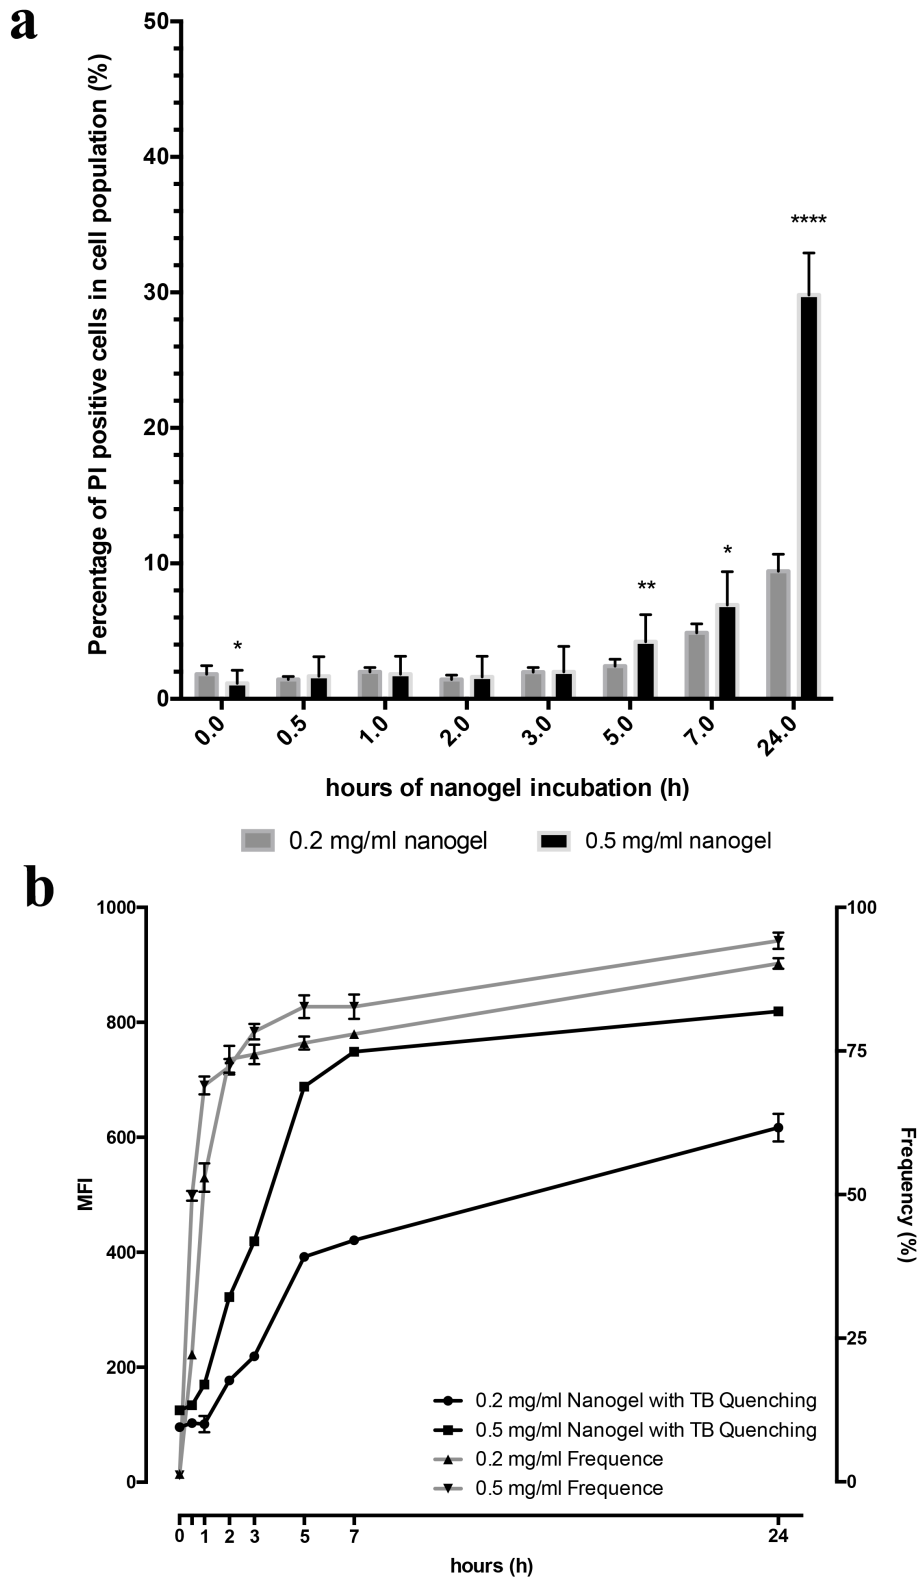 a
Percentage of PI positive cells in cell population (%)
50
40
30
20
10
0
*
**
*
****
0.0 0.5 1.0 2.0 3.0 5.0 7.0 24.0
hours of nanogel incubation (h)
0.2 mg/ml nanogel 0.5 mg/ml nanogel
b
MFI
1000
800
600
400
200
0
Frequency (%)
100
75
50
25
0
0.2 mg/ml Nanogel with TB Quenching
0.5 mg/ml Nanogel with TB Quenching
0.2 mg/ml Frequence
0.5 mg/ml Frequence
0 1 2 3 5 7 24
hours (h)